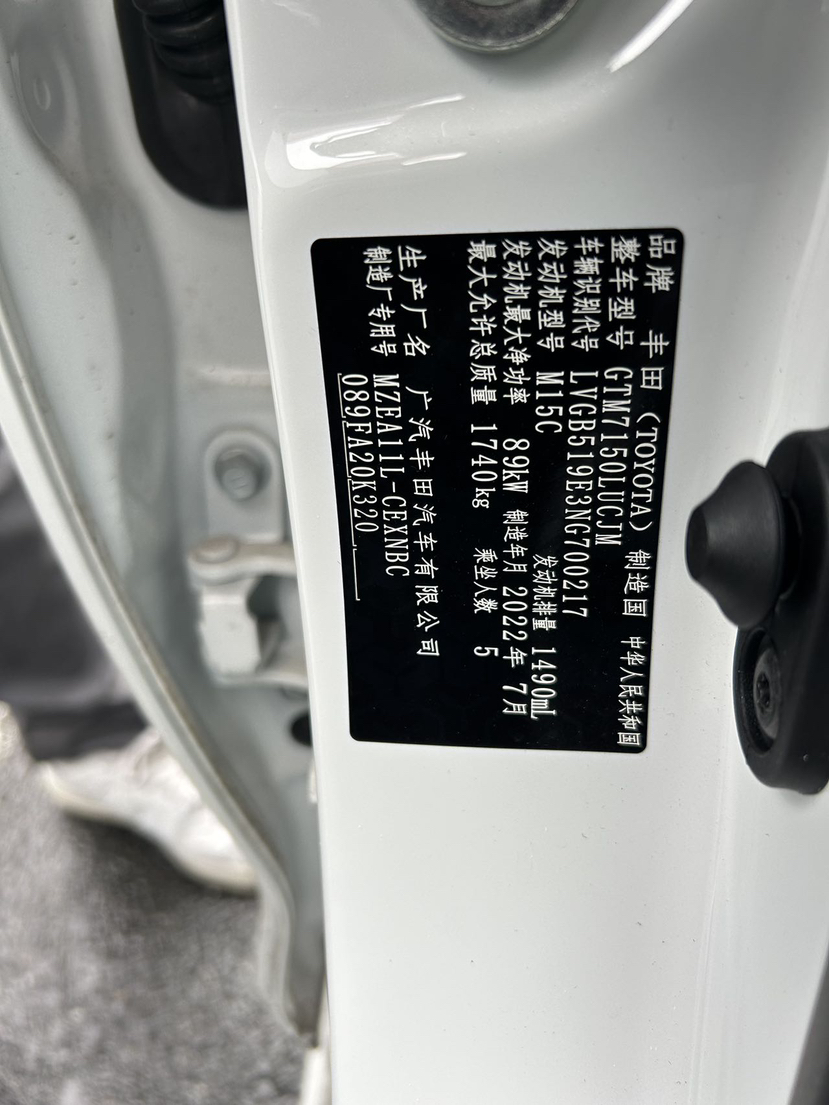 品牌 丰田(TOYOTA) 制造国 中华人民共和国
整车型号 GTM7150LUCJM
车辆识别代号 LVGB519E3NG700217
发动机型号 M15C 发动机排量 1490mL
发动机最大净功率 89kW 制造年月 2022年 7月
最大允许总质量 1740kg 乘坐人数 5
生产厂名 广汽丰田汽车有限公司
制造厂专用号 MZEA11L-CEXNBC
089FA20K320